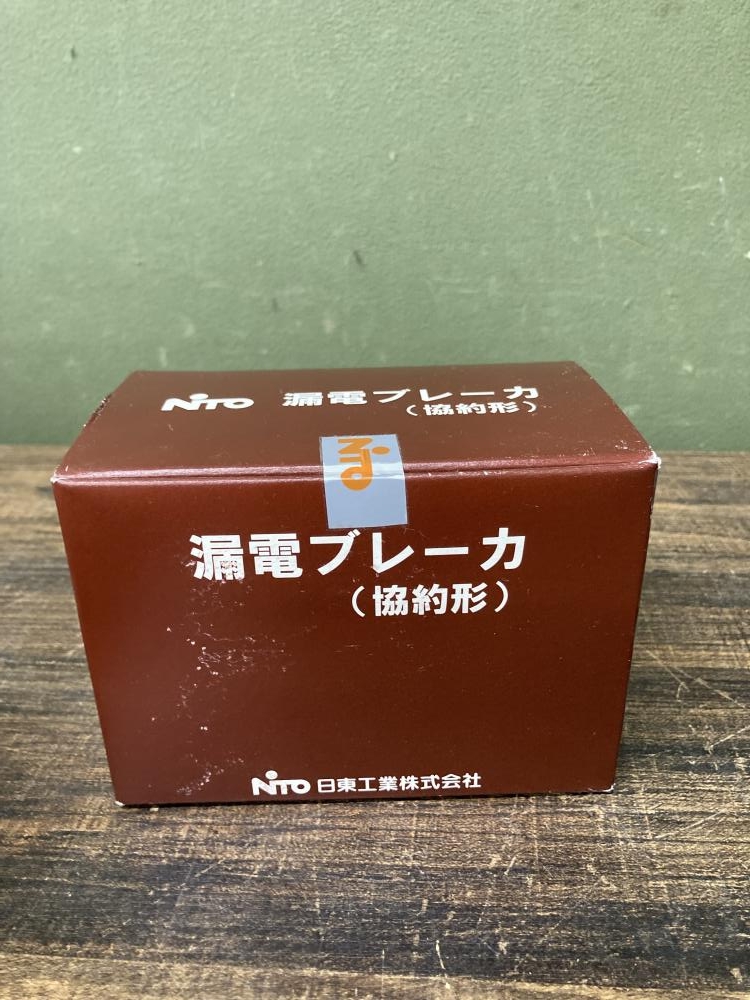 NITO 漏電ブレーカ
（協約形）
NITO
漏電ブレーカ
（協約形）
NITO 日東工業株式会社